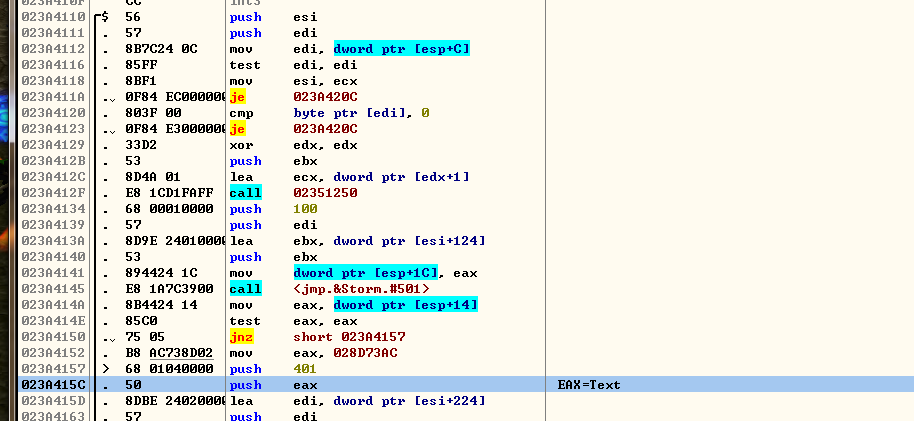 023A410F CC int3
023A4110 $ 56 push esi
023A4111 . 57 push edi
023A4112 . 8B7C24 0C mov edi, dword ptr [esp+C]
023A4116 . 85FF test edi, edi
023A4118 . 8BF1 mov esi, ecx
023A411A . 0F84 EC000000 je 023A420C
023A4120 . 803F 00 cmp byte ptr [edi], 0
023A4123 . 0F84 E3000000 je 023A420C
023A4129 . 33D2 xor edx, edx
023A412B . 53 push ebx
023A412C . 8D4A 01 lea ecx, dword ptr [edx+1]
023A412F . E8 1CD1FAFF call 02351250
023A4134 . 68 00010000 push 100
023A4139 . 57 push edi
023A413A . 8D9E 24010000 lea ebx, dword ptr [esi+124]
023A4140 . 53 push ebx
023A4141 . 894424 1C mov dword ptr [esp+1C], eax
023A4145 . E8 1A7C3900 call <jmp.&Storm.#501>
023A414A . 8B4424 14 mov eax, dword ptr [esp+14]
023A414E . 85C0 test eax, eax
023A4150 . 75 05 jnz short 023A4157
023A4152 . B8 AC738D02 mov eax, 028D73AC
023A4157 > 68 01040000 push 401
023A415C . 50 push eax EAX=Text
023A415D . 8DBE 24020000 lea edi, dword ptr [esi+224]
023A4163 . 57 push edi